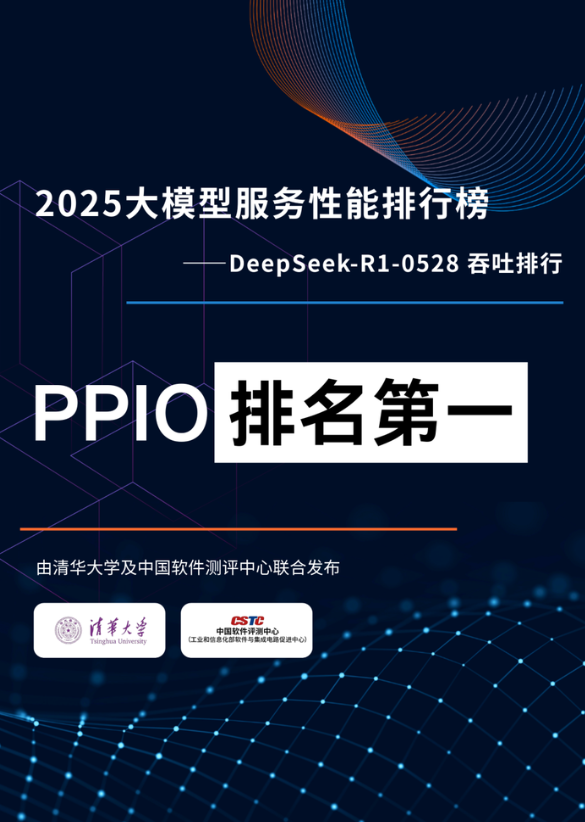 2025大模型服务性能排行榜
——DeepSeek-R1-0528 吞吐排行
PPIO 排名第一
由清华大学及中国软件测评中心联合发布
清华大学
Tsinghua University
CSTC
中国软件评测中心
(工业和信息化部软件与集成电路促进中心)